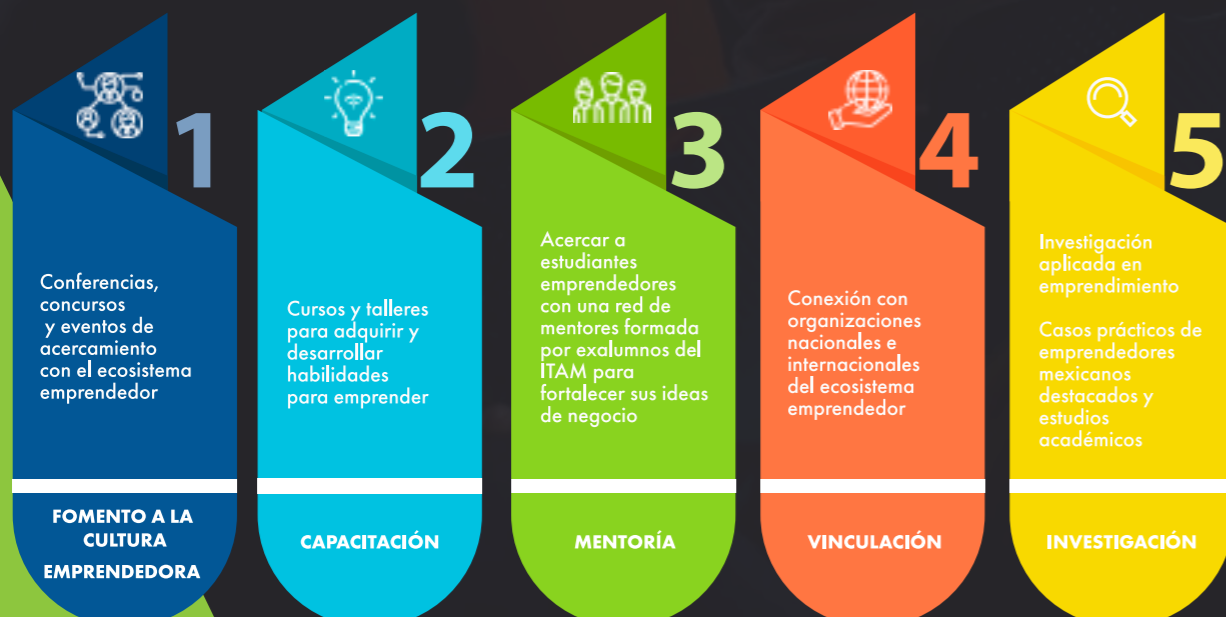 1
Conferencias,
concursos
y eventos de
acercamiento
con el ecosistema
emprendedor
FOMENTO A LA
CULTURA
EMPRENDEDORA
2
Cursos y talleres
para adquirir y
desarrollar
habilidades
para emprender
CAPACITACIÓN
3
Acercar a
estudiantes
emprendedores
con una red de
mentores formada
por exalumnos del
ITAM para
fortalecer sus ideas
de negocio
MENTORÍA
4
Conexión con
organizaciones
nacionales e
internacionales
del ecosistema
emprendedor
VINCULACIÓN
5
Investigación
aplicada en
emprendimiento
Casos prácticos de
emprendedores
mexicanos
destacados y
estudios
académicos
INVESTIGACIÓN